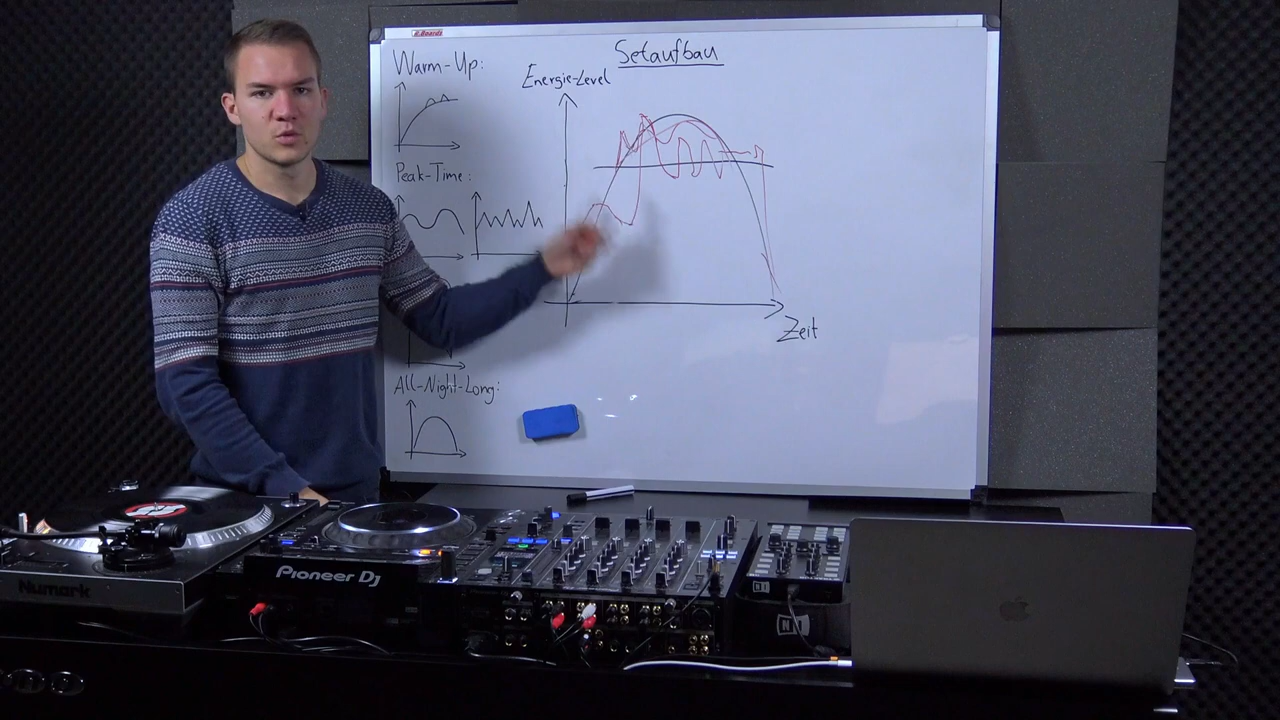 Setaufbau
Warm-Up:
Energie-Level
Peak-Time:
Zeit
All-Night-Long:
Numark
Pioneer DJ